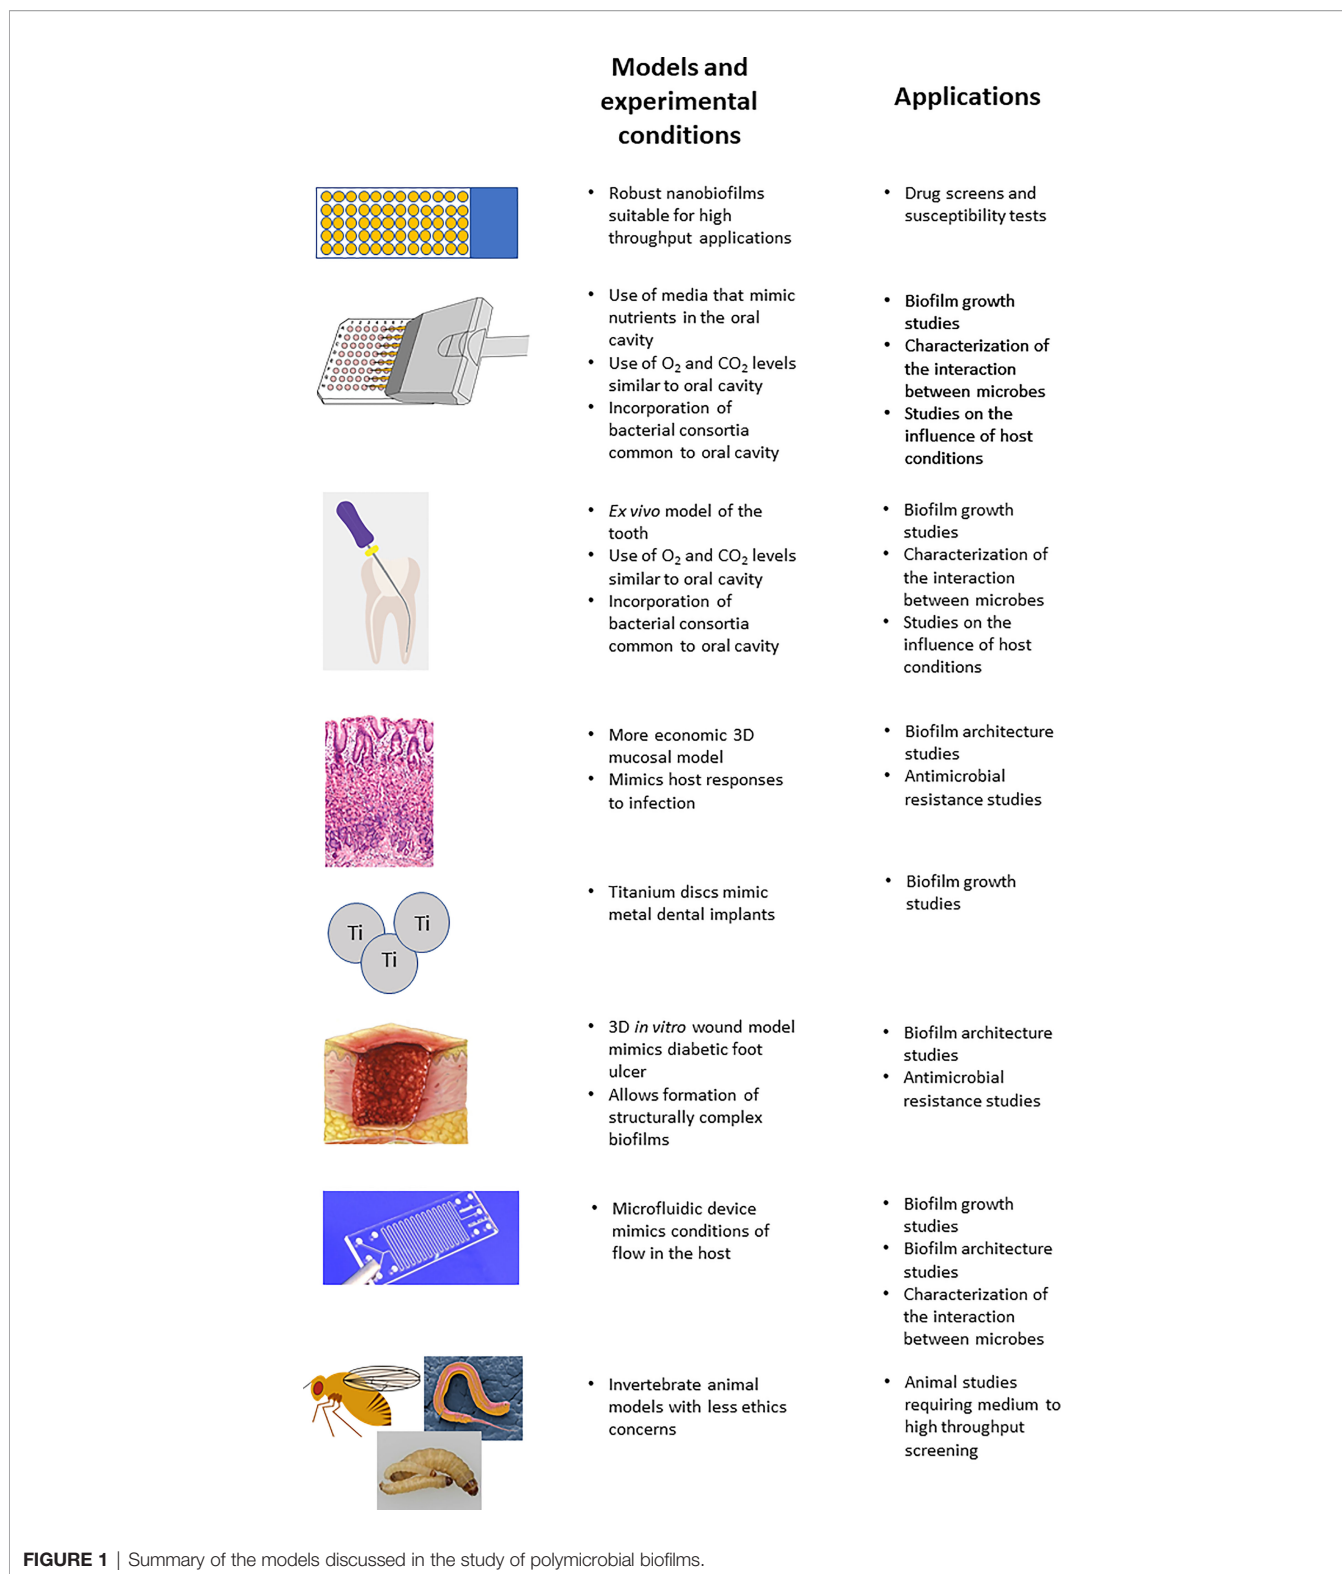 Models and
experimental
conditions
Applications
• Robust nanobiofilms
suitable for high
throughput applications
• Drug screens and
susceptibility tests
• Use of media that mimic
nutrients in the oral
cavity
• Use of O₂ and CO₂ levels
similar to oral cavity
• Incorporation of
bacterial consortia
common to oral cavity
• Biofilm growth
studies
• Characterization of
the interaction
between microbes
• Studies on the
influence of host
conditions
• Ex vivo model of the
tooth
• Use of O₂ and CO₂ levels
similar to oral cavity
• Incorporation of
bacterial consortia
common to oral cavity
• Biofilm growth
studies
• Characterization of
the interaction
between microbes
• Studies on the
influence of host
conditions
• More economic 3D
mucosal model
• Mimics host responses
to infection
• Biofilm architecture
studies
• Antimicrobial
resistance studies
Ti
Ti
Ti
• Titanium discs mimic
metal dental implants
• Biofilm growth
studies
• 3D in vitro wound model
mimics diabetic foot
ulcer
• Allows formation of
structurally complex
biofilms
• Biofilm architecture
studies
• Antimicrobial
resistance studies
• Microfluidic device
mimics conditions of
flow in the host
• Biofilm growth
studies
• Biofilm architecture
studies
• Characterization of
the interaction
between microbes
• Invertebrate animal
models with less ethics
concerns
• Animal studies
requiring medium to
high throughput
screening
FIGURE 1 | Summary of the models discussed in the study of polymicrobial biofilms.